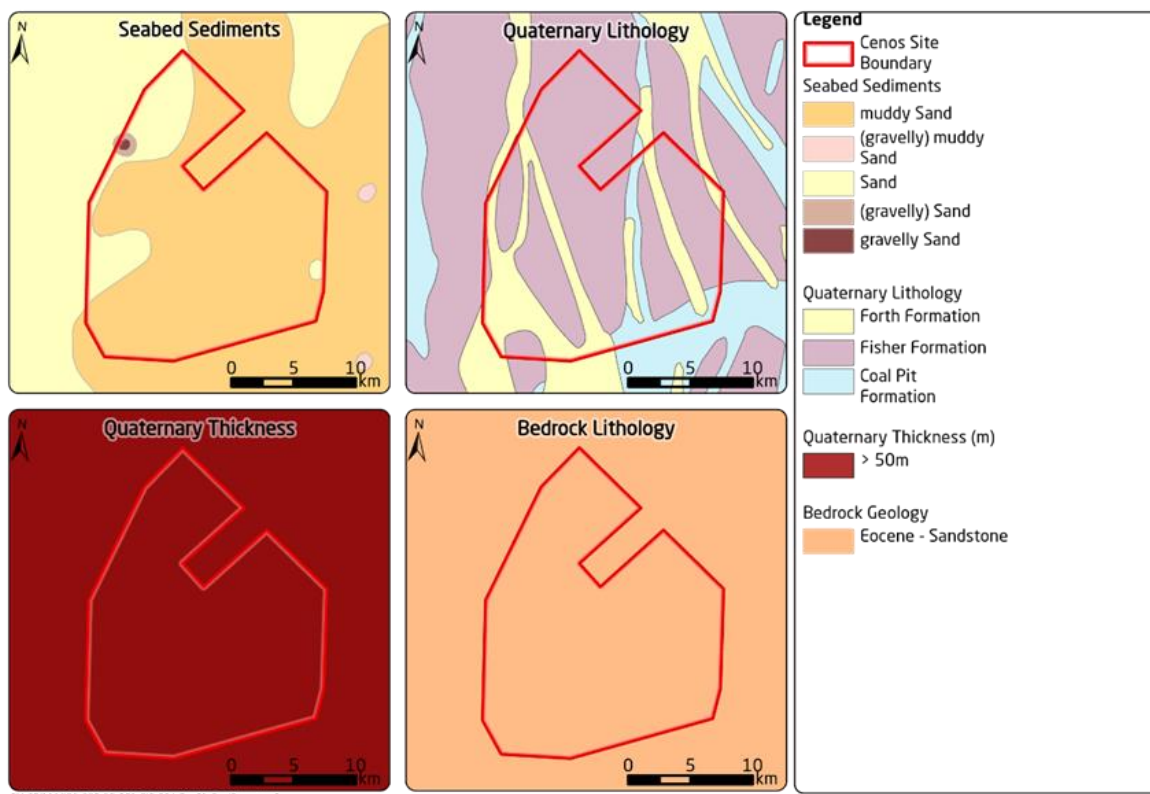 N
Seabed Sediments
0 5 10
km
N
Quaternary Lithology
0 5 10
km
N
Quaternary Thickness
0 5 10
km
N
Bedrock Lithology
0 5 10
km
Legend
Cenos Site
Boundary
Seabed Sediments
muddy Sand
(gravelly) muddy
Sand
Sand
(gravelly) Sand
gravelly Sand
Quaternary Lithology
Forth Formation
Fisher Formation
Coal Pit
Formation
Quaternary Thickness (m)
> 50m
Bedrock Geology
Eocene - Sandstone